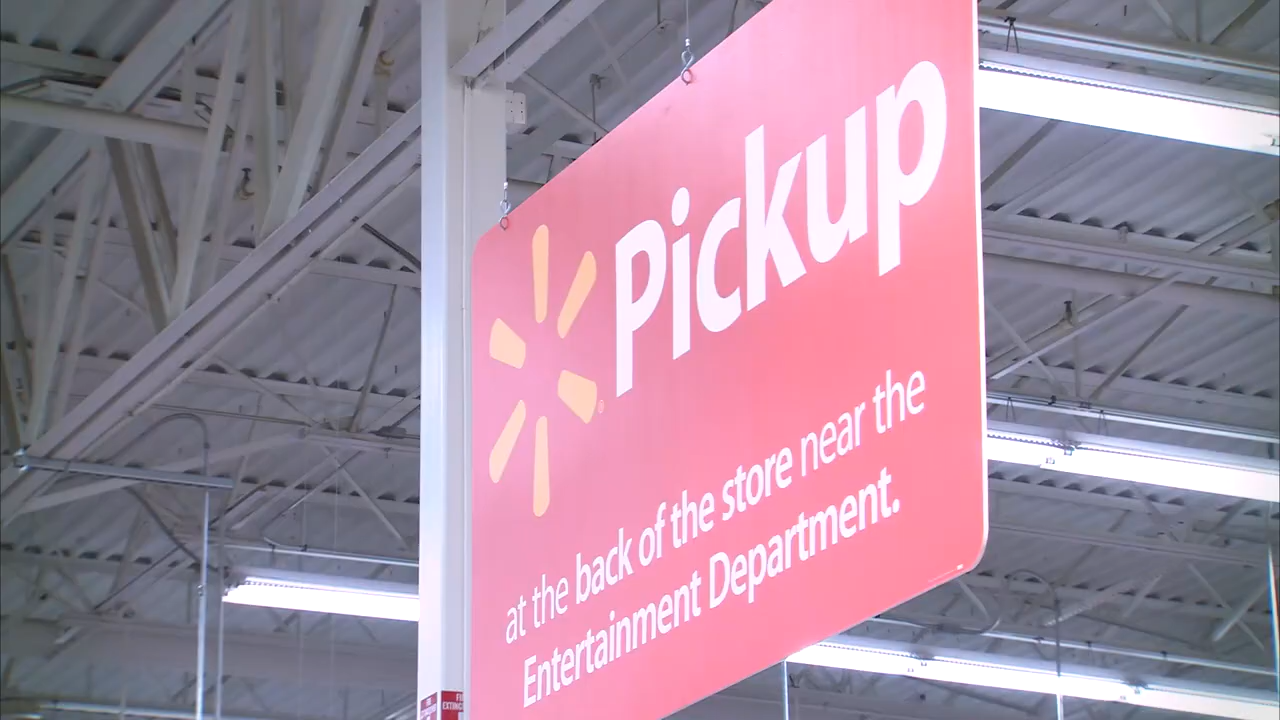 Pickup
at the back of the store near the
Entertainment Department.